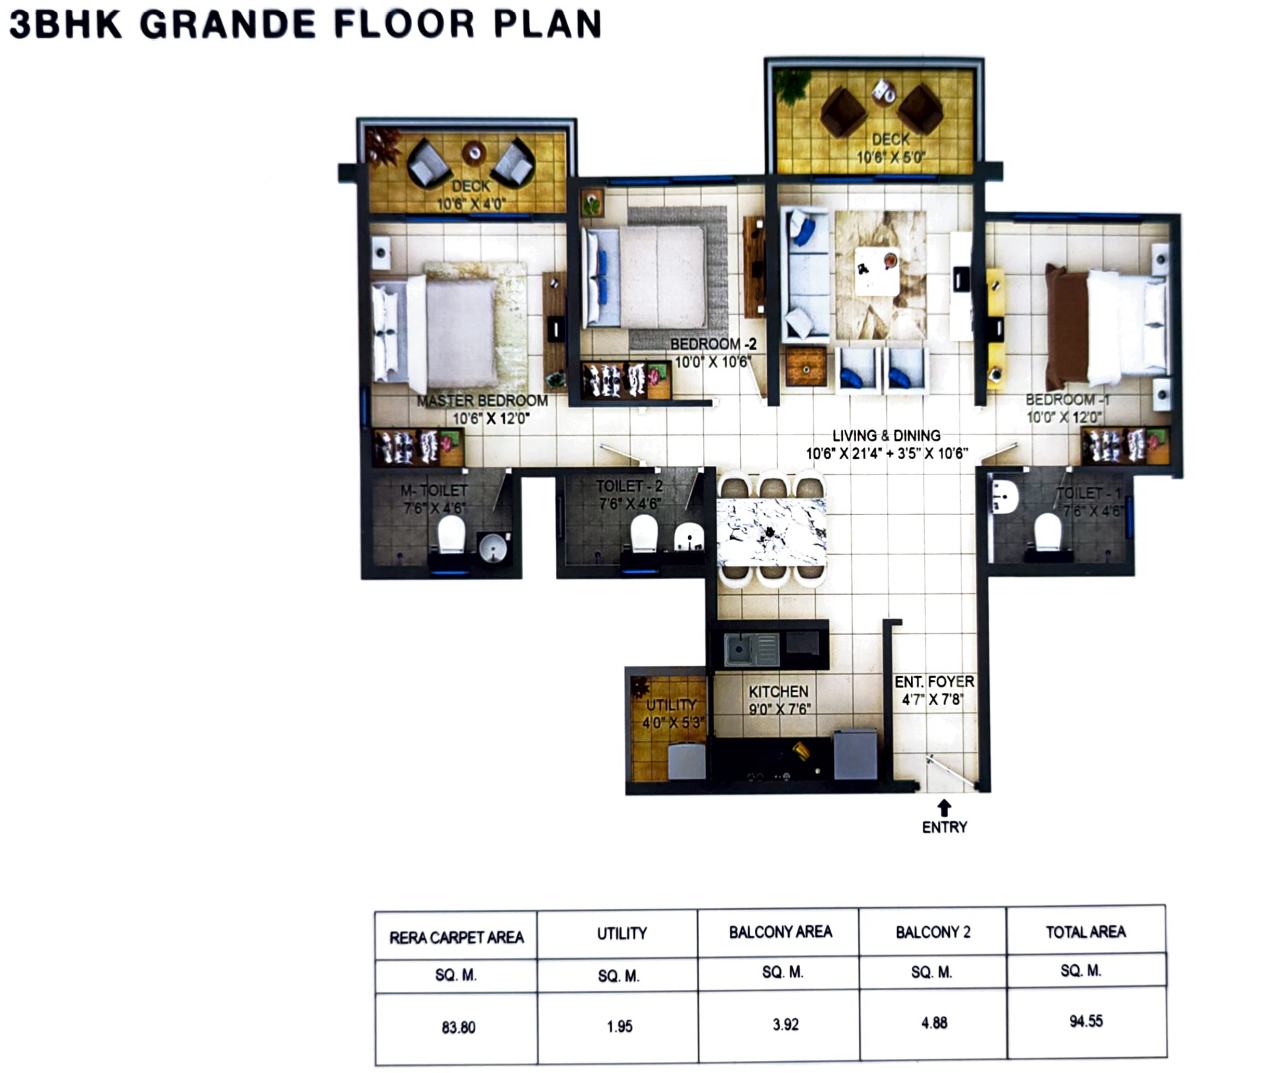 3BHK GRANDE FLOOR PLAN
DECK
10'6" X 5'0"
DECK
10'6" X 4'0"
BEDROOM -2
10'0" X 10'6"
MASTER BEDROOM
10'6" X 12'0"
BEDROOM -1
10'0" X 12'0"
LIVING & DINING
10'6" X 21'4" + 3'5" X 10'6"
M- TOILET
7'6" X 4'6"
TOILET - 2
7'6" X 4'6"
TOILET - 1
7'6" X 4'6"
ENT. FOYER
4'7" X 7'8"
KITCHEN
9'0" X 7'6"
UTILITY
4'0" X 5'3"
ENTRY
RERA CARPET AREA UTILITY BALCONY AREA BALCONY 2 TOTAL AREA
SQ. M. SQ. M. SQ. M. SQ. M. SQ. M.
83.80 1.95 3.92 4.88 94.55